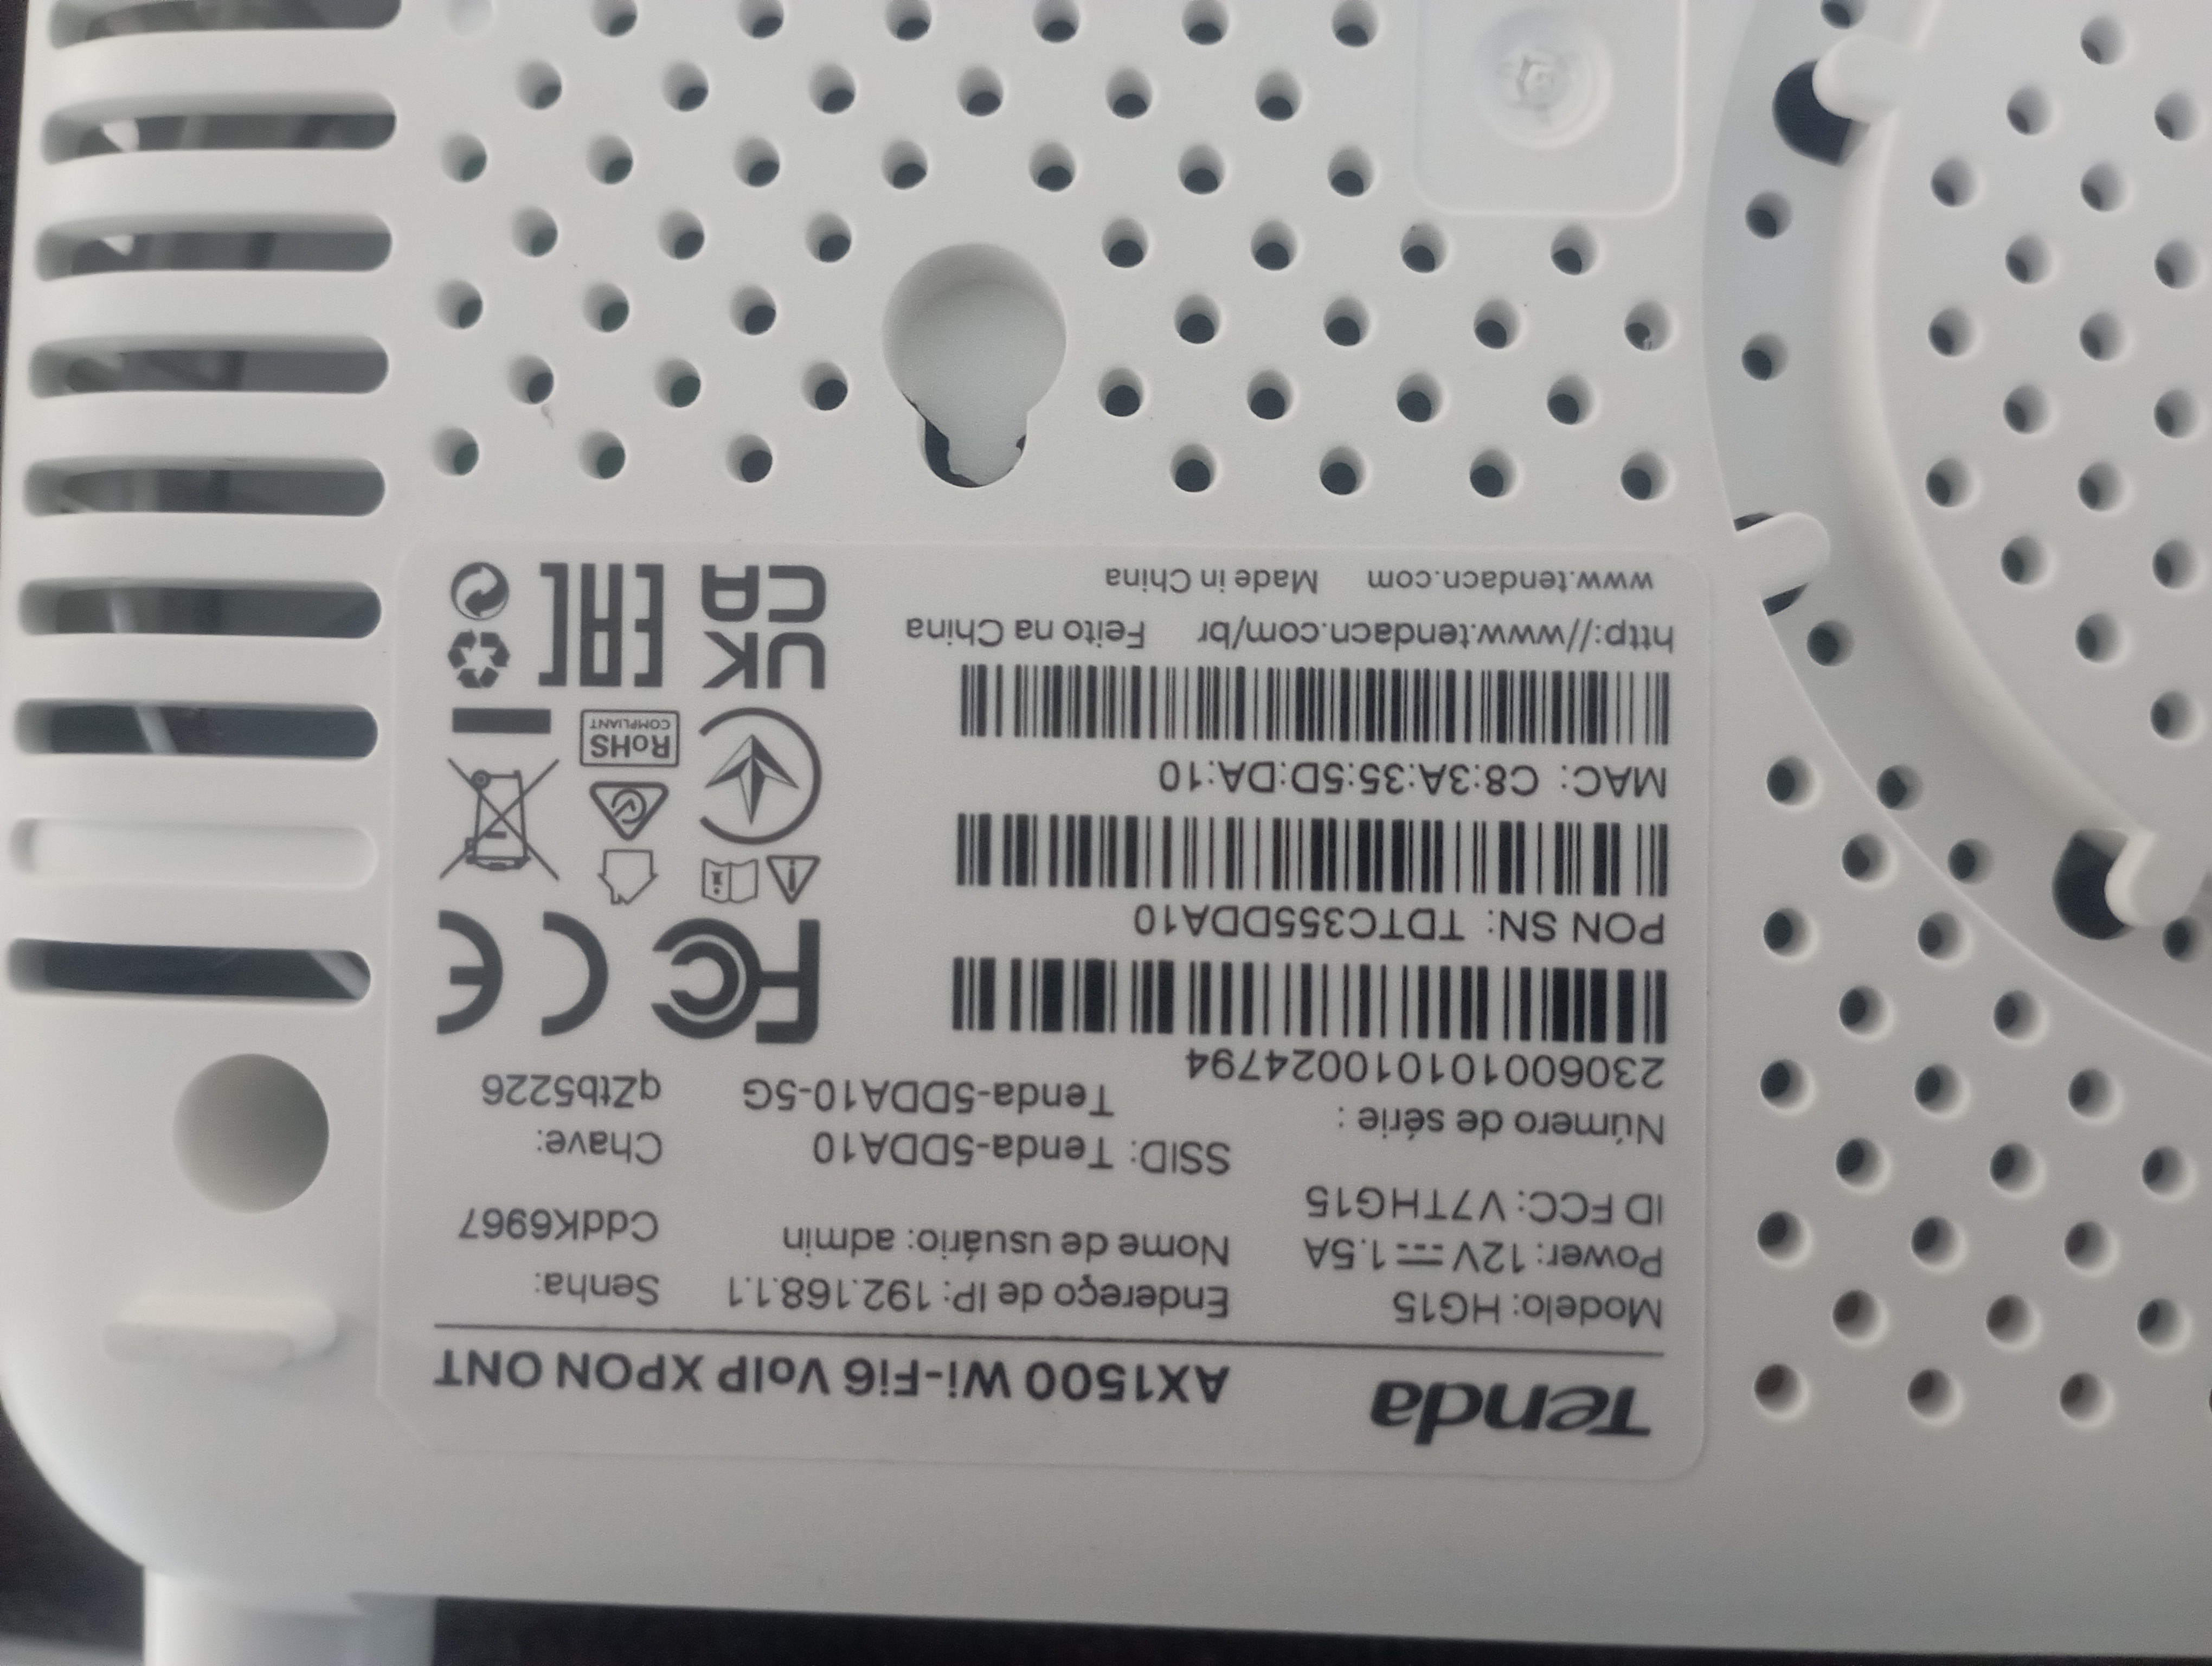 Tenda
AX1500 Wi-Fi6 VoIP XPON ONT
Modelo: HG15
Power: 12V 1.5A
ID FCC: V7THG15
Número de série :
230600101010024794
Endereço de IP: 192.168.1.1
Nome de usuário: admin
SSID: Tenda-5DDA10
Tenda-5DDA10-5G
Senha:
CddK6967
Chave:
qZtb5226
PON SN: TDTC355DDA10
MAC: C8:3A:35:5D:DA:10
http://www.tendacn.com/br Feito na China
www.tendacn.com Made in China
FC CE
RoHS
COMPLIANT
UK
CA
EAC